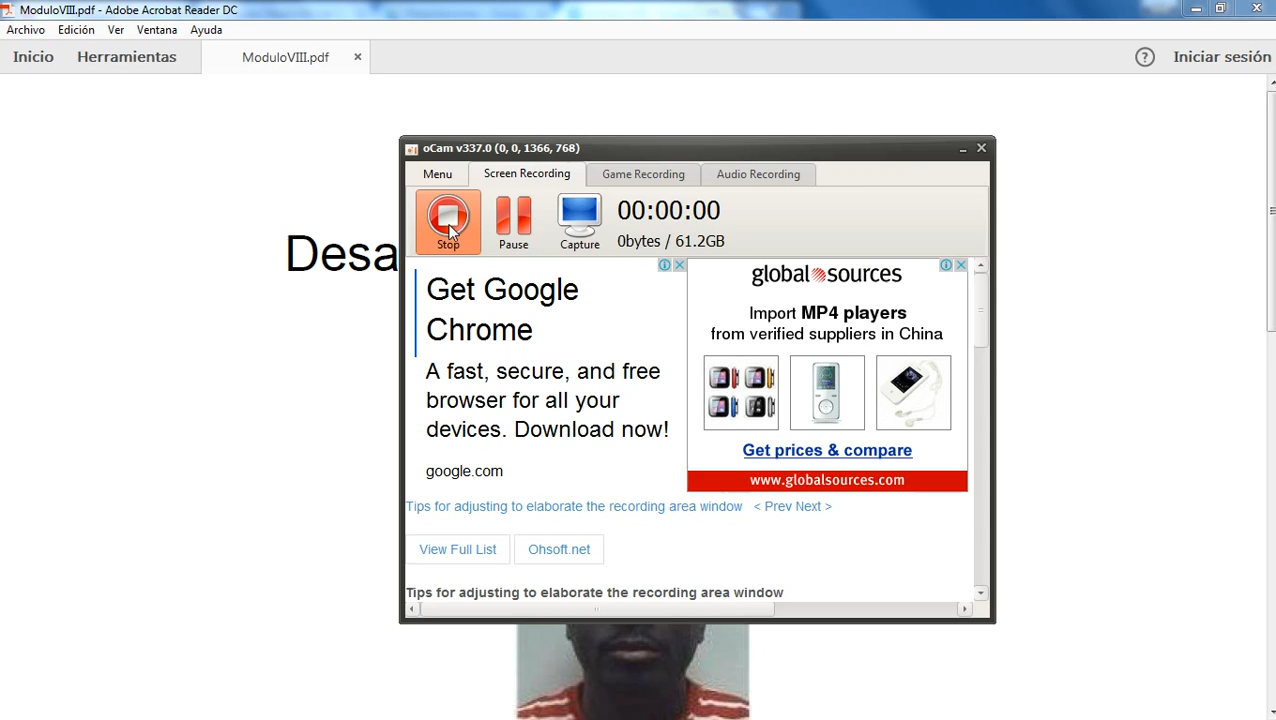 ModuloVIII.pdf - Adobe Acrobat Reader DC
Archivo Edición Ver Ventana Ayuda
Inicio Herramientas ModuloVIII.pdf × ? Iniciar sesión
Desa
oCam v337.0 (0, 0, 1366, 768)
Menu Screen Recording Game Recording Audio Recording
Stop Pause Capture
00:00:00
0bytes / 61.2GB
Get Google
Chrome
A fast, secure, and free
browser for all your
devices. Download now!
google.com
global sources
Import MP4 players
from verified suppliers in China
Get prices & compare
www.globalsources.com
Tips for adjusting to elaborate the recording area window < Prev Next >
View Full List Ohsoft.net
Tips for adjusting to elaborate the recording area window